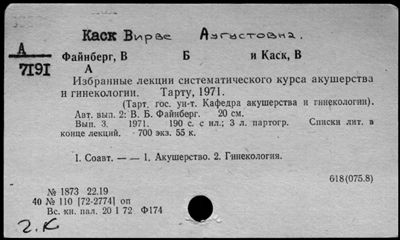 Каск Вирве Аугустовна.
А
7191
Файнберг, В Б и Каск, В
А
Избранные лекции систематического курса акушерства
и гинекологии. Тарту, 1971.
(Тарт. гос. ун-т. Кафедра акушерства и гинекологии).
Авт. вып. 2: В. Б. Файнберг. 20 см.
Вып. 3. 1971. 190 с. с ил.; 3 л. партогр. Списки лит. в
конце лекций. 700 экз. 55 к.
1. Соавт. — — 1. Акушерство. 2. Гинекология.
618(075.8)
№ 1873 22.19
40 № 110 [72-2774] оп
Вс. кн. пал. 20 1 72 Ф174
2.К